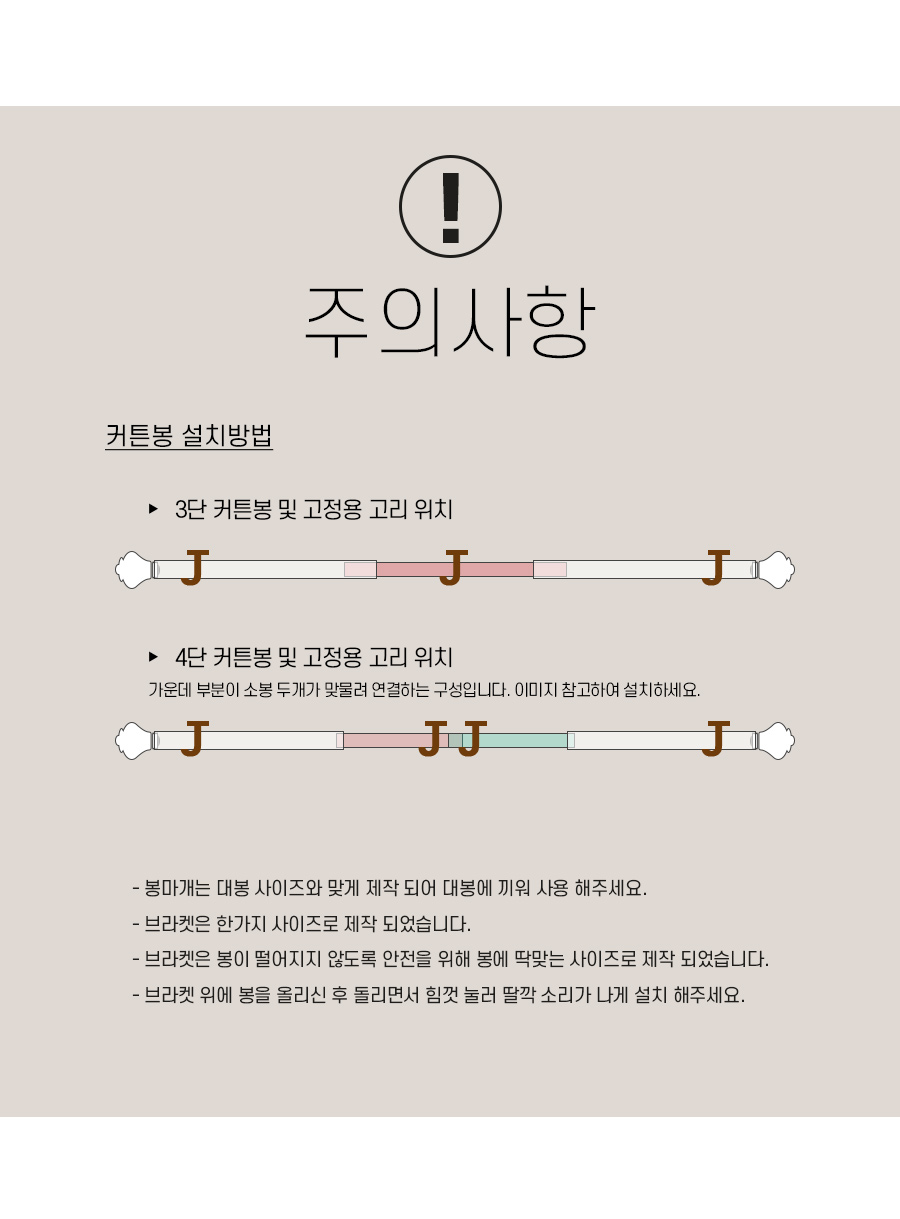 주의사항
커튼봉 설치방법
▶ 3단 커튼봉 및 고정용 고리 위치
▶ 4단 커튼봉 및 고정용 고리 위치
가운데 부분이 소봉 두개가 맞물려 연결하는 구성입니다. 이미지 참고하여 설치하세요.
- 봉마개는 대봉 사이즈와 맞게 제작 되어 대봉에 끼워 사용 해주세요.
- 브라켓은 한가지 사이즈로 제작 되었습니다.
- 브라켓은 봉이 떨어지지 않도록 안전을 위해 봉에 딱맞는 사이즈로 제작 되었습니다.
- 브라켓 위에 봉을 올리신 후 돌리면서 힘껏 눌러 딸깍 소리가 나게 설치 해주세요.